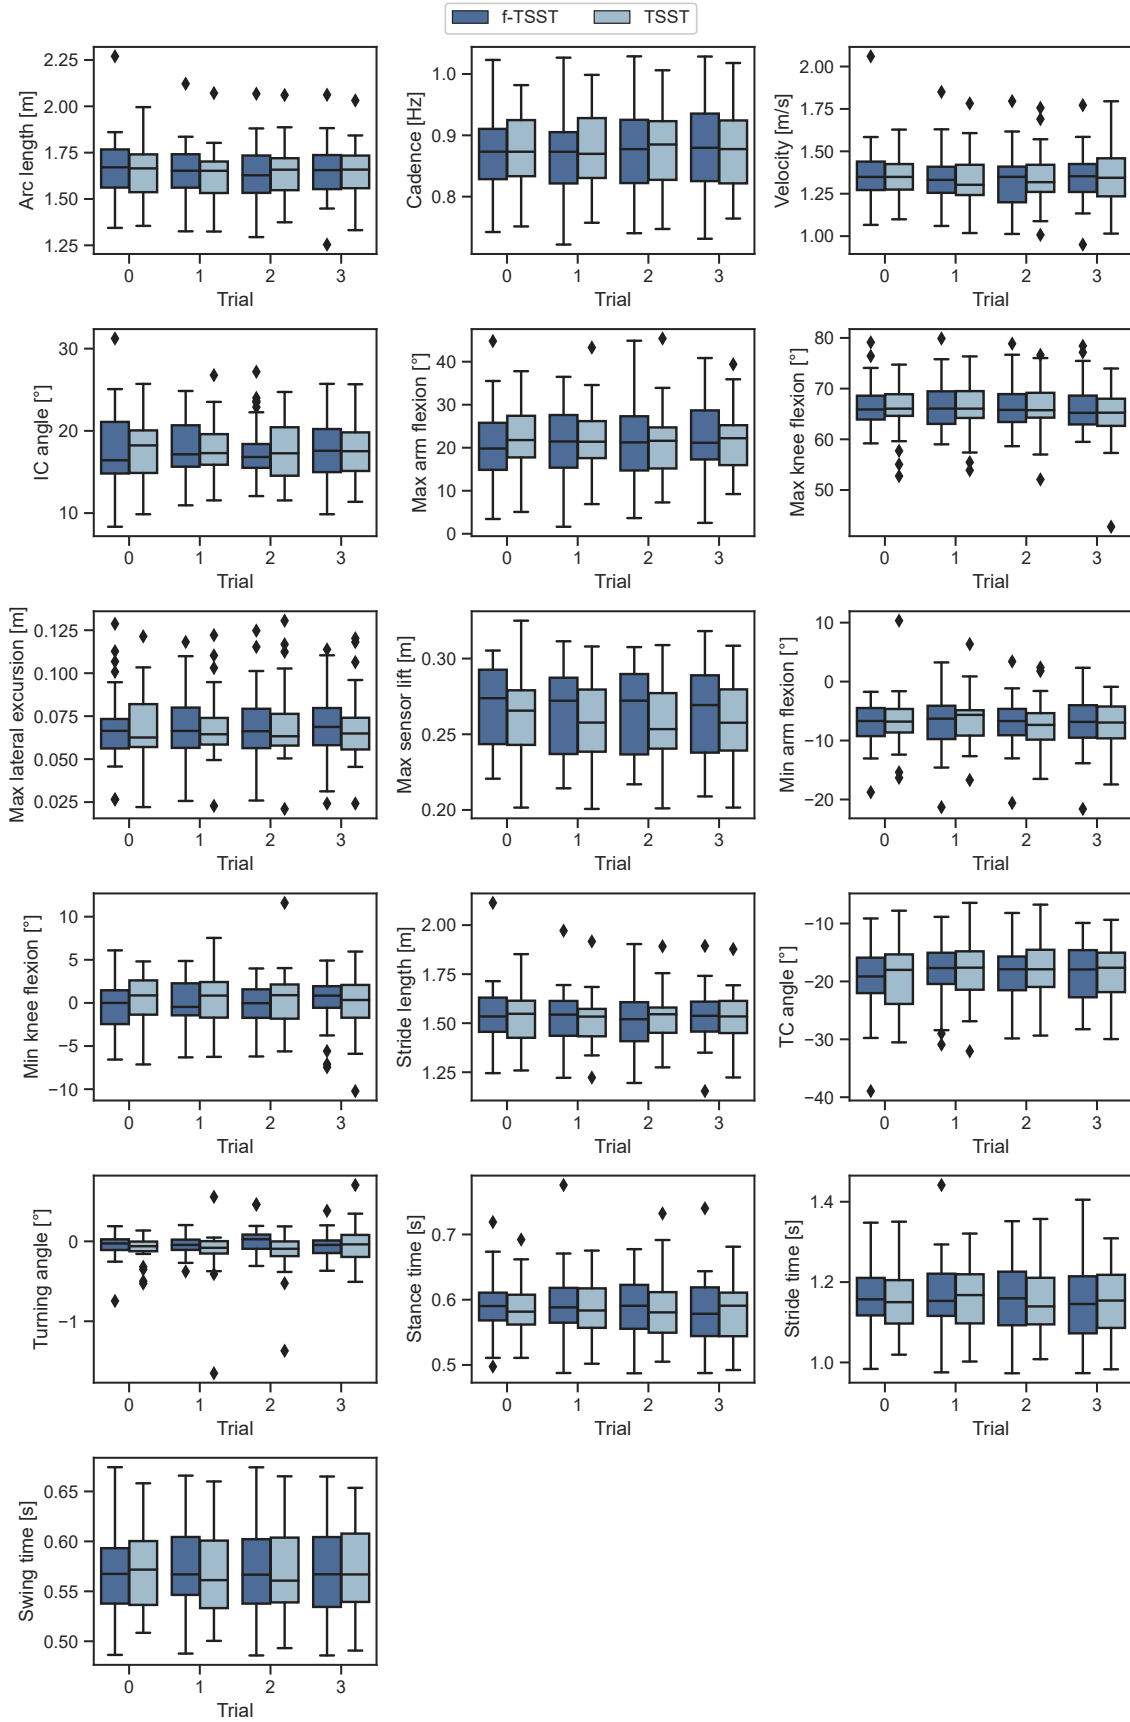 f-TSST TSST
Arc length [m]
2.25
2.00
1.75
1.50
1.25
0 1 2 3
Trial
Cadence [Hz]
1.0
0.9
0.8
0 1 2 3
Trial
Velocity [m/s]
2.00
1.75
1.50
1.25
1.00
0 1 2 3
Trial
IC angle [°]
30
20
10
0 1 2 3
Trial
Max arm flexion [°]
40
30
20
10
0
0 1 2 3
Trial
Max knee flexion [°]
80
70
60
50
0 1 2 3
Trial
Max lateral excursion [m]
0.125
0.100
0.075
0.050
0.025
0 1 2 3
Trial
Max sensor lift [m]
0.30
0.25
0.20
0 1 2 3
Trial
Min arm flexion [°]
10
0
−10
−20
0 1 2 3
Trial
Min knee flexion [°]
10
5
0
−5
−10
0 1 2 3
Trial
Stride length [m]
2.00
1.75
1.50
1.25
0 1 2 3
Trial
TC angle [°]
−10
−20
−30
−40
0 1 2 3
Trial
Turning angle [°]
0
−1
0 1 2 3
Trial
Stance time [s]
0.7
0.6
0.5
0 1 2 3
Trial
Stride time [s]
1.4
1.2
1.0
0 1 2 3
Trial
Swing time [s]
0.65
0.60
0.55
0.50
0 1 2 3
Trial